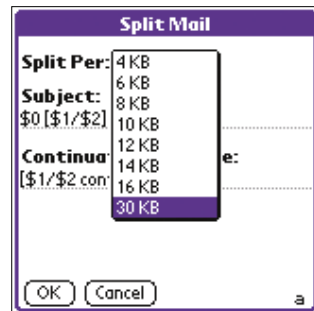 Split Mail
Split Per: 4 KB
6 KB
Subject:
8 KB
$0 [$1/$2]
10 KB
12 KB
Continua e:
14 KB
[$1/$2 con
16 KB
30 KB
OK Cancel
a